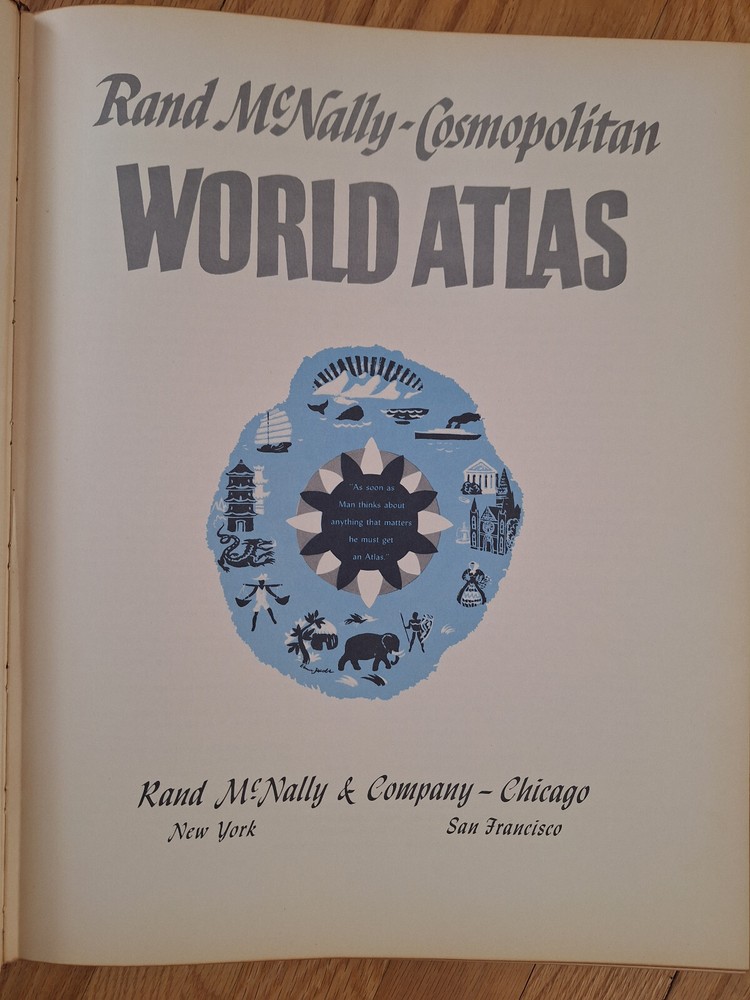 Rand McNally-Cosmopolitan
WORLD ATLAS
"As soon as
Man thinks about
anything that matters
he must get
an Atlas."
Rand McNally & Company – Chicago
New York San Francisco